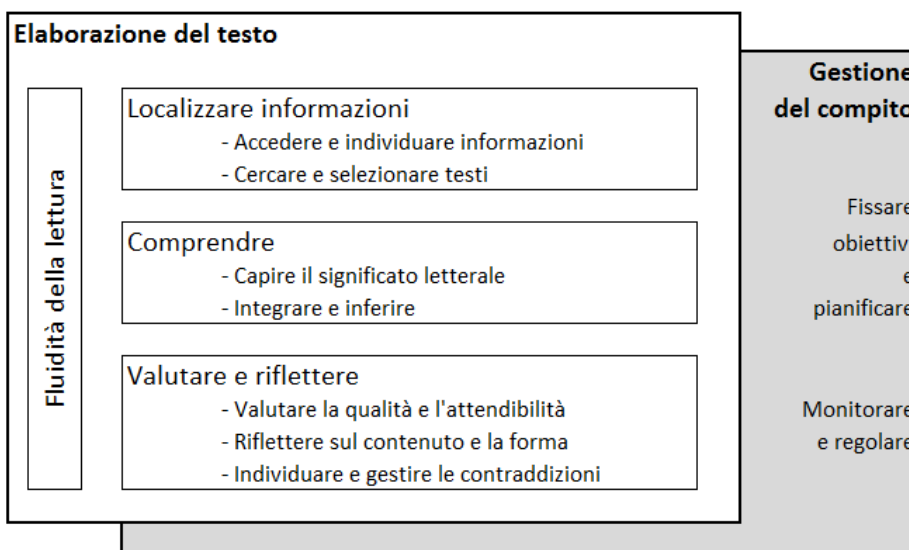 Elaborazione del testo
Fluidità della lettura
Localizzare informazioni
- Accedere e individuare informazioni
- Cercare e selezionare testi
Comprendre
- Capire il significato letterale
- Integrare e inferire
Valutare e riflettere
- Valutare la qualità e l'attendibilità
- Riflettere sul contenuto e la forma
- Individuare e gestire le contraddizioni
Gestione
del compito
Fissare
obiettiv
e
pianificare
Monitorare
e regolare